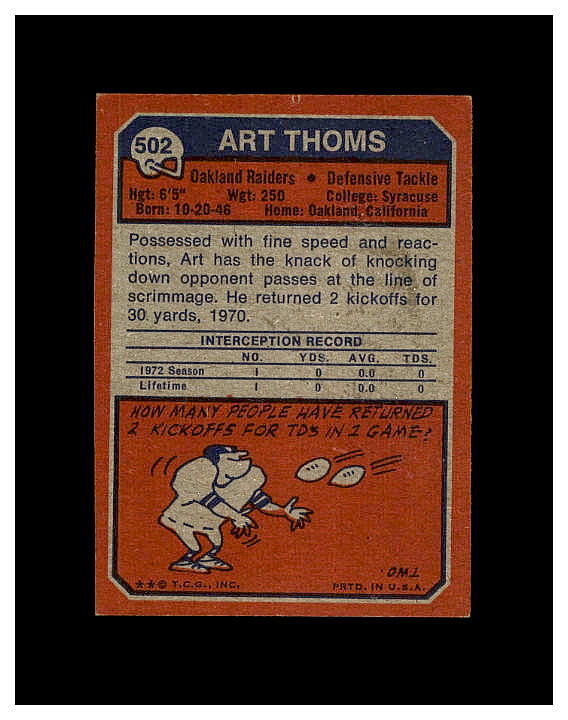 502
ART THOMS
Oakland Raiders • Defensive Tackle
Hgt: 6'5" Wgt: 250 College: Syracuse
Born: 10-20-46 Home: Oakland, California
Possessed with fine speed and reac-
tions, Art has the knack of knocking
down opponent passes at the line of
scrimmage. He returned 2 kickoffs for
30 yards, 1970.
INTERCEPTION RECORD
NO. YDS. AVG. TDS.
1972 Season 1 0 0.0 0
Lifetime 1 0 0.0 0
HOW MANY PEOPLE HAVE RETURNED
2 KICKOFFS FOR TDS IN 1 GAME?
TWO.
★★© T.C.G., INC. PRTD. IN U.S.A.